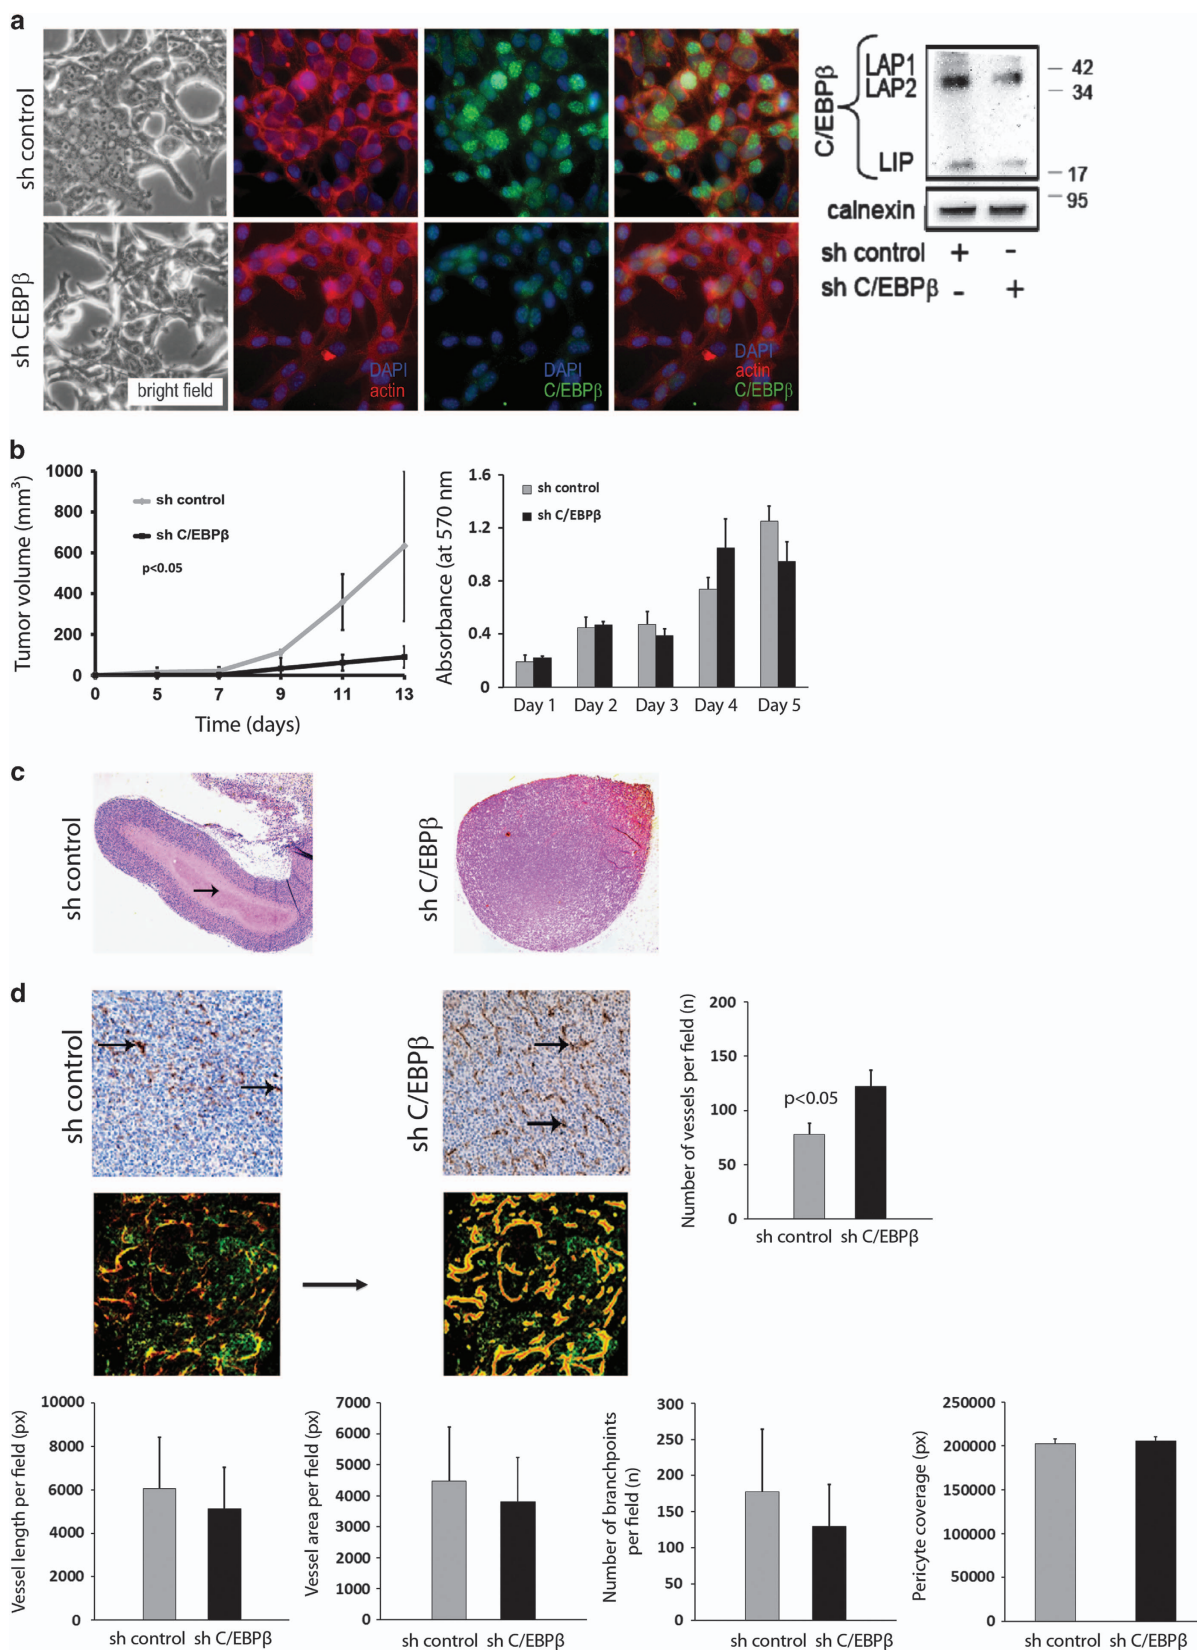 a
sh control
sh CEBPβ
bright field
DAPI
actin
DAPI
C/EBPβ
DAPI
actin
C/EBPβ
C/EBPβ
LAP1
LAP2
LIP
calnexin
42
34
17
95
sh control + -
sh C/EBPβ - +
b
Tumor volume (mm³)
1000
800
600
400
200
0
sh control
sh C/EBPβ
p<0.05
0 5 7 9 11 13
Time (days)
Absorbance (at 570 nm
1.6
1.2
0.8
0.4
0
sh control
sh C/EBPβ
Day 1 Day 2 Day 3 Day 4 Day 5
c
sh control
sh C/EBPβ
d
sh control
sh C/EBPβ
Number of vessels per field (n)
200
150
100
50
0
p<0.05
sh control sh C/EBPβ
Vessel length per field (px)
10000
8000
6000
4000
2000
0
sh control sh C/EBPβ
Vessel area per field (px)
7000
6000
5000
4000
3000
2000
1000
0
sh control sh C/EBPβ
Number of branchpoints
per field (n)
300
250
200
150
100
50
0
sh control sh C/EBPβ
Pericyte coverage (px)
250000
200000
150000
100000
50000
0
sh control sh C/EBPβ